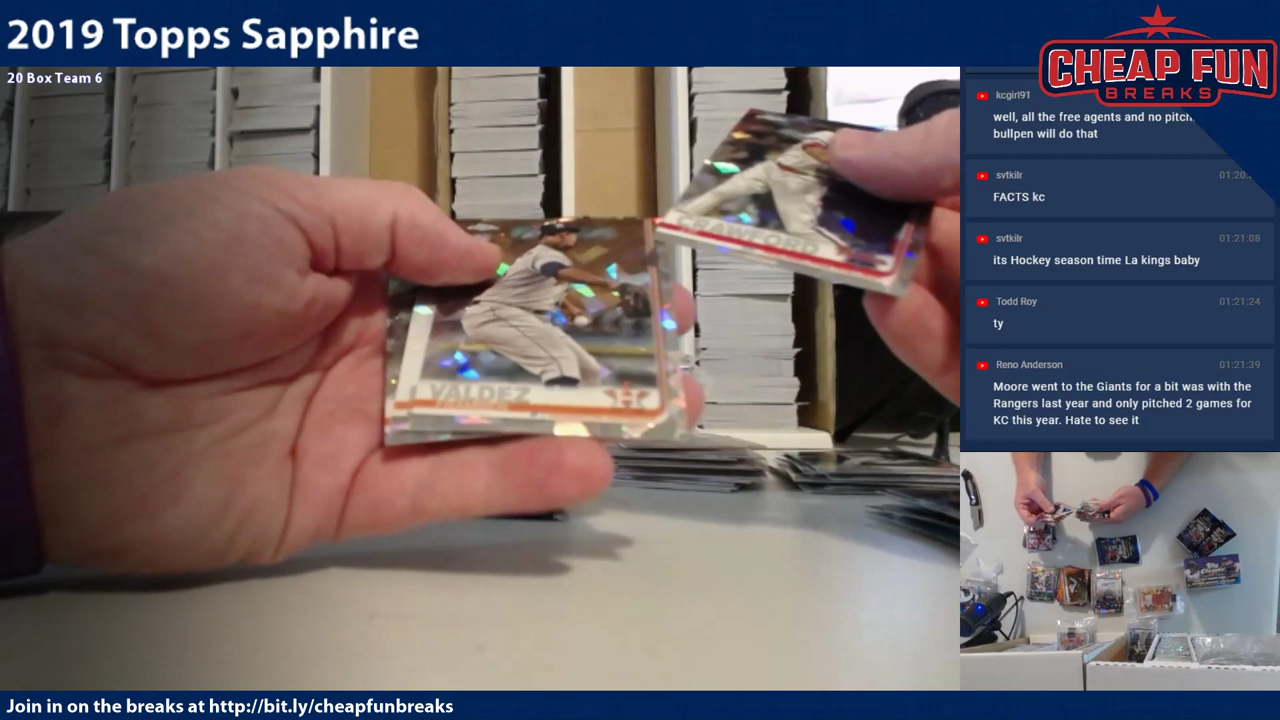 2019 Topps Sapphire
20 Box Team 6
CHEAP FUN
BREAKS
kcgirl91
well, all the free agents and no pitch
bullpen will do that
svtkilr
01:20
FACTS kc
svtkilr
01:21:08
its Hockey season time La kings baby
Todd Roy
01:21:24
ty
Reno Anderson
01:21:39
Moore went to the Giants for a bit was with the
Rangers last year and only pitched 2 games for
KC this year. Hate to see it
CRAWFORD
VALDEZ
H
Join in on the breaks at http://bit.ly/cheapfunbreaks